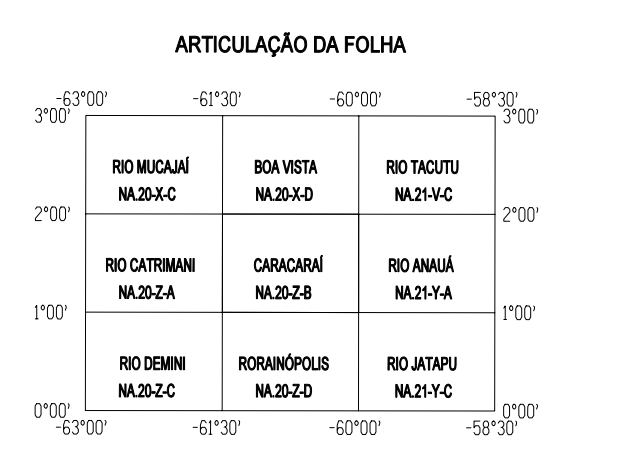 ARTICULAÇÃO DA FOLHA
-63°00' -61°30' -60°00' -58°30'
3°00' 3°00'
RIO MUCAJAÍ BOA VISTA RIO TACUTU
NA.20-X-C NA.20-X-D NA.21-V-C
2°00' 2°00'
RIO CATRIMANI CARACARAÍ RIO ANAUÁ
NA.20-Z-A NA.20-Z-B NA.21-Y-A
1°00' 1°00'
RIO DEMINI RORAINÓPOLIS RIO JATAPU
NA.20-Z-C NA.20-Z-D NA.21-Y-C
0°00' 0°00'
-63°00' -61°30' -60°00' -58°30'